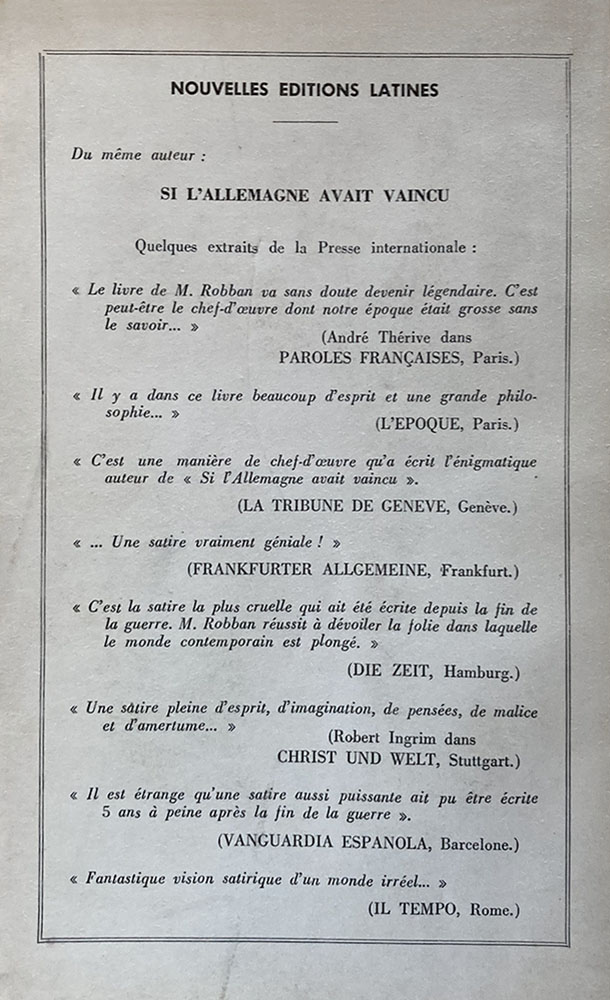 NOUVELLES EDITIONS LATINES
Du même auteur :
SI L'ALLEMAGNE AVAIT VAINCU
Quelques extraits de la Presse internationale :
« Le livre de M. Robban va sans doute devenir légendaire. C'est
peut-être le chef-d'œuvre dont notre époque était grosse sans
le savoir... »
(André Thérive dans
PAROLES FRANÇAISES, Paris.)
« Il y a dans ce livre beaucoup d'esprit et une grande philo-
sophie... »
(L'EPOQUE, Paris.)
« C'est une manière de chef-d'œuvre qu'a écrit l'énigmatique
auteur de « Si l'Allemagne avait vaincu ».
(LA TRIBUNE DE GENEVE, Genève.)
« ... Une satire vraiment géniale ! »
(FRANKFURTER ALLGEMEINE, Frankfurt.)
« C'est la satire la plus cruelle qui ait été écrite depuis la fin de
la guerre. M. Robban réussit à dévoiler la folie dans laquelle
le monde contemporain est plongé. »
(DIE ZEIT, Hamburg.)
« Une sâtire pleine d'esprit, d'imagination, de pensées, de malice
et d'amertume... »
(Robert Ingrim dans
CHRIST UND WELT, Stuttgart.)
« Il est étrange qu'une satire aussi puissante ait pu être écrite
5 ans à peine après la fin de la guerre ».
(VANGUARDIA ESPANOLA, Barcelone.)
« Fantastique vision satirique d'un monde irréel... »
(IL TEMPO, Rome.)